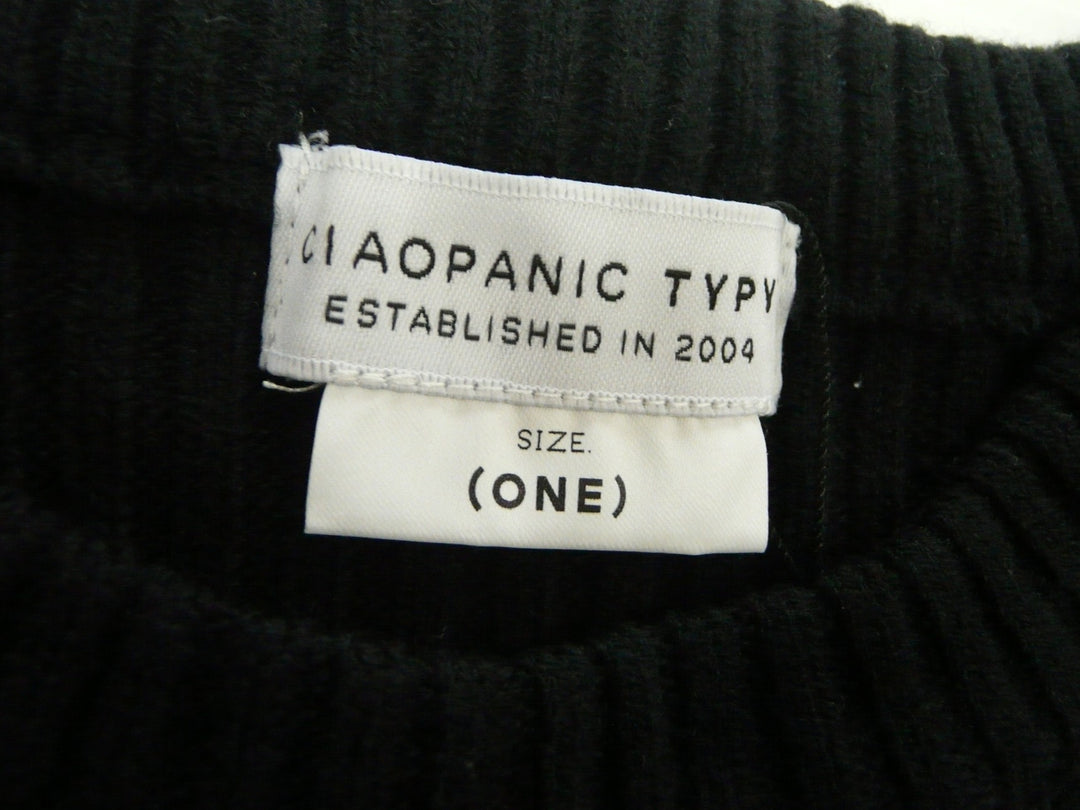 CIAOPANIC TYPY
ESTABLISHED IN 2004
SIZE.
(ONE)